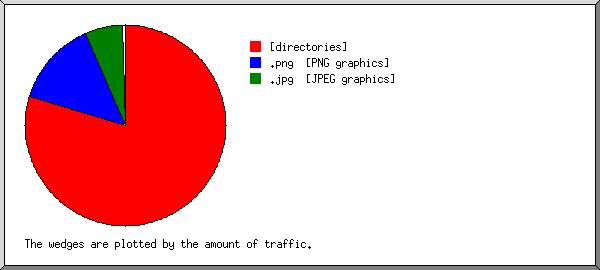 [directories]
.png [PNG graphics]
.jpg [JPEG graphics]
The wedges are plotted by the amount of traffic.